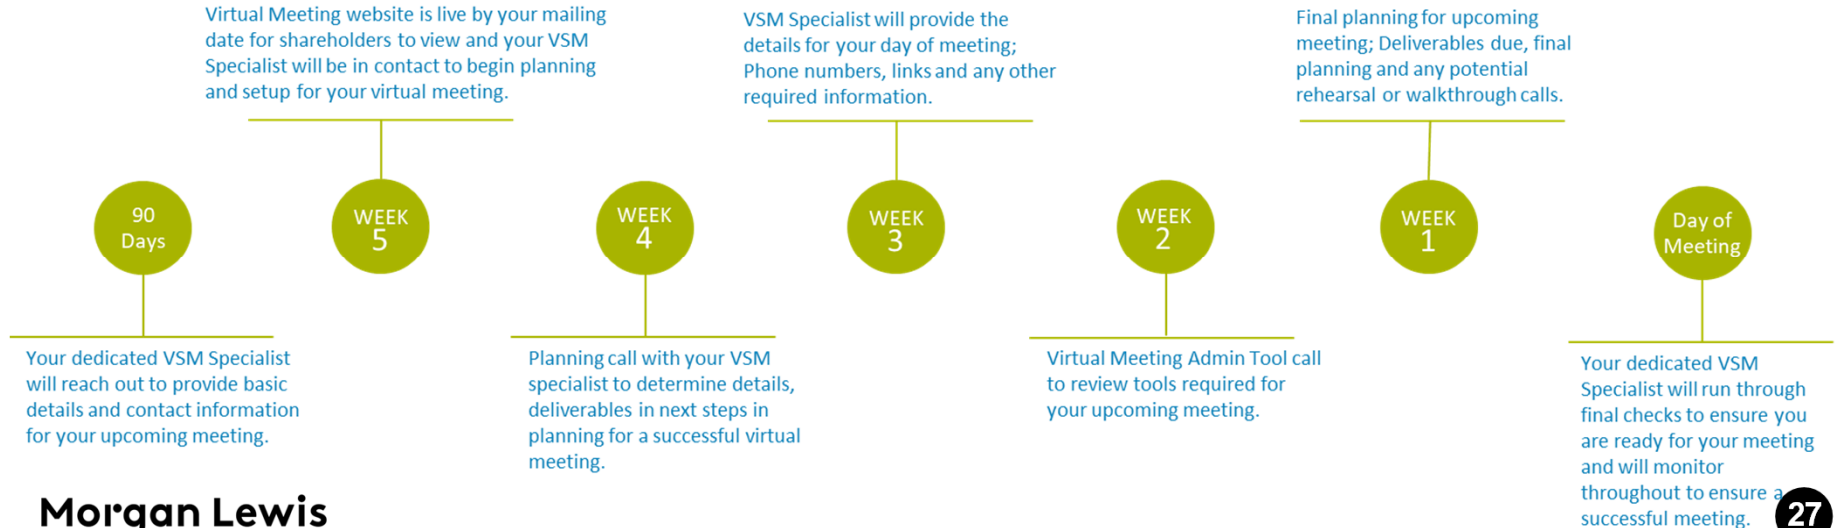 Virtual Meeting website is live by your mailing
date for shareholders to view and your VSM
Specialist will be in contact to begin planning
and setup for your virtual meeting.
VSM Specialist will provide the
details for your day of meeting;
Phone numbers, links and any other
required information.
Final planning for upcoming
meeting; Deliverables due, final
planning and any potential
rehearsal or walkthrough calls.
90
Days
WEEK
5
WEEK
4
WEEK
3
WEEK
2
WEEK
1
Day of
Meeting
Your dedicated VSM Specialist
will reach out to provide basic
details and contact information
for your upcoming meeting.
Planning call with your VSM
specialist to determine details,
deliverables in next steps in
planning for a successful virtual
meeting.
Virtual Meeting Admin Tool call
to review tools required for
your upcoming meeting.
Your dedicated VSM
Specialist will run through
final checks to ensure you
are ready for your meeting
and will monitor
throughout to ensure a
successful meeting.
Morgan Lewis
27